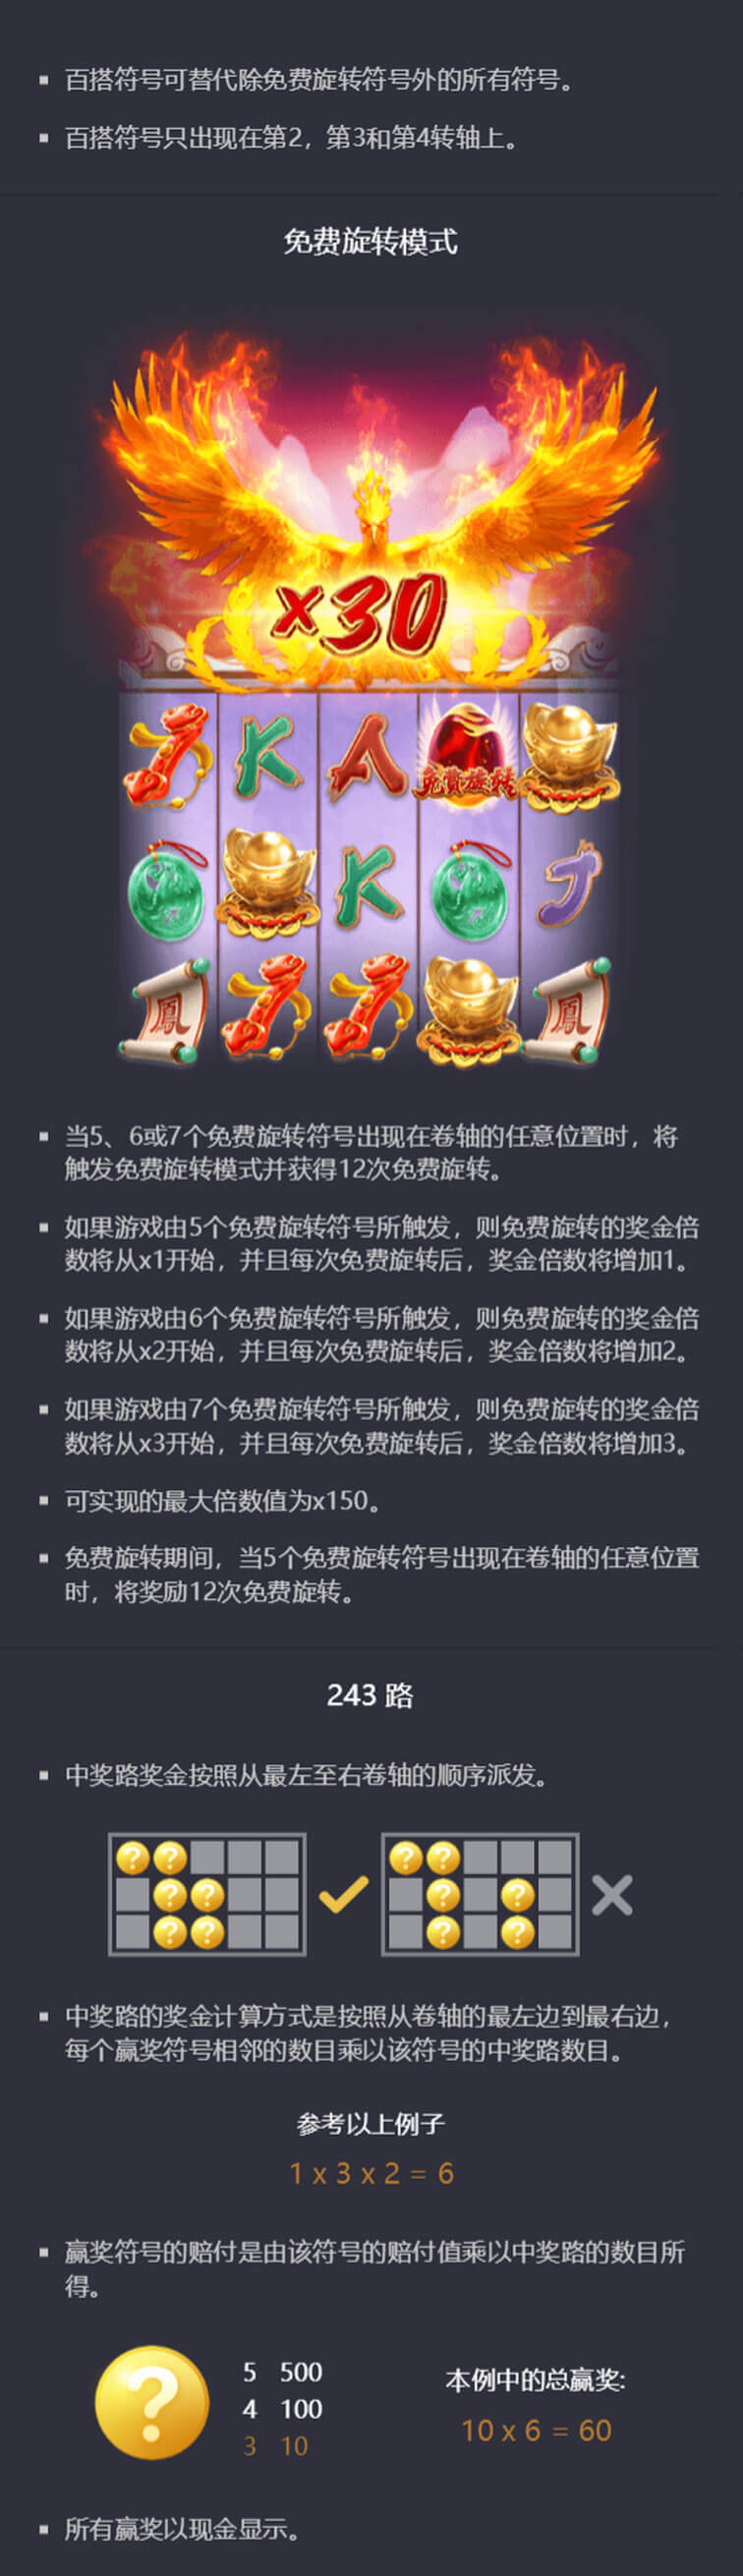 百搭符号可替代除免费旋转符号外的所有符号。
百搭符号只出现在第2，第3和第4转轴上。
免费旋转模式
x30
K A 免费旋转
K J
鳳 鳳
当5、6或7个免费旋转符号出现在卷轴的任意位置时，将
触发免费旋转模式并获得12次免费旋转。
如果游戏由5个免费旋转符号所触发，则免费旋转的奖金倍
数将从x1开始，并且每次免费旋转后，奖金倍数将增加1。
如果游戏由6个免费旋转符号所触发，则免费旋转的奖金倍
数将从x2开始，并且每次免费旋转后，奖金倍数将增加2。
如果游戏由7个免费旋转符号所触发，则免费旋转的奖金倍
数将从x3开始，并且每次免费旋转后，奖金倍数将增加3。
可实现的最大倍数值为x150。
免费旋转期间，当5个免费旋转符号出现在卷轴的任意位置
时，将奖励12次免费旋转。
243 路
中奖路奖金按照从最左至右卷轴的顺序派发。
? ? ? ?
? ? ? ? ?
? ? ? ?
中奖路的奖金计算方式是按照从卷轴的最左边到最右边，
每个赢奖符号相邻的数目乘以该符号的中奖路数目。
参考以上例子
1 x 3 x 2 = 6
赢奖符号的赔付是由该符号的赔付值乘以中奖路的数目所
得。
?
5 500
4 100
3 10
本例中的总赢奖:
10 x 6 = 60
所有赢奖以现金显示。